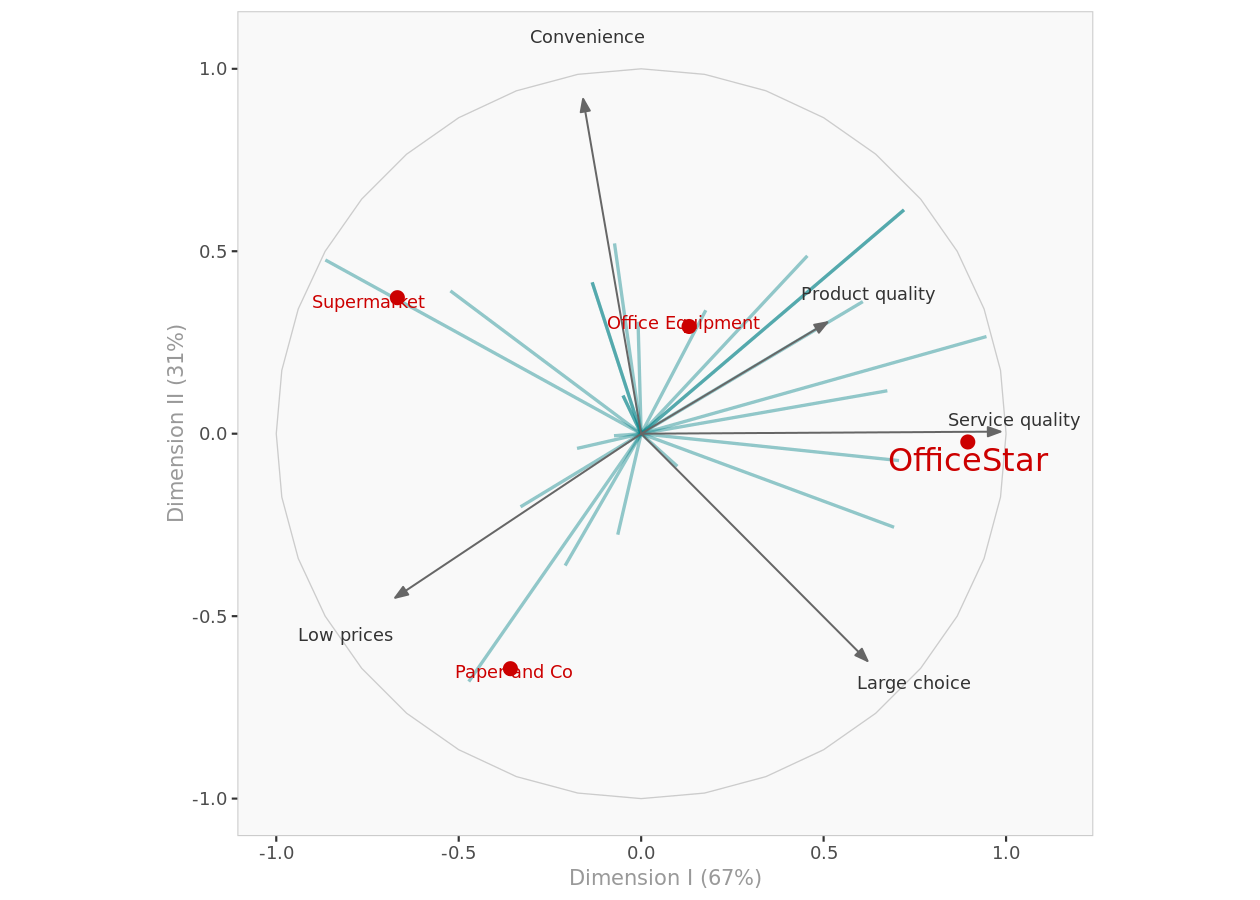 Convenience
1.0
0.5
Product quality
Supermarket
Office Equipment
Service quality
0.0
OfficeStar
Dimension II (31%)
-0.5
Low prices
Paper and Co
Large choice
-1.0
-1.0
-0.5
0.0
0.5
1.0
Dimension I (67%)